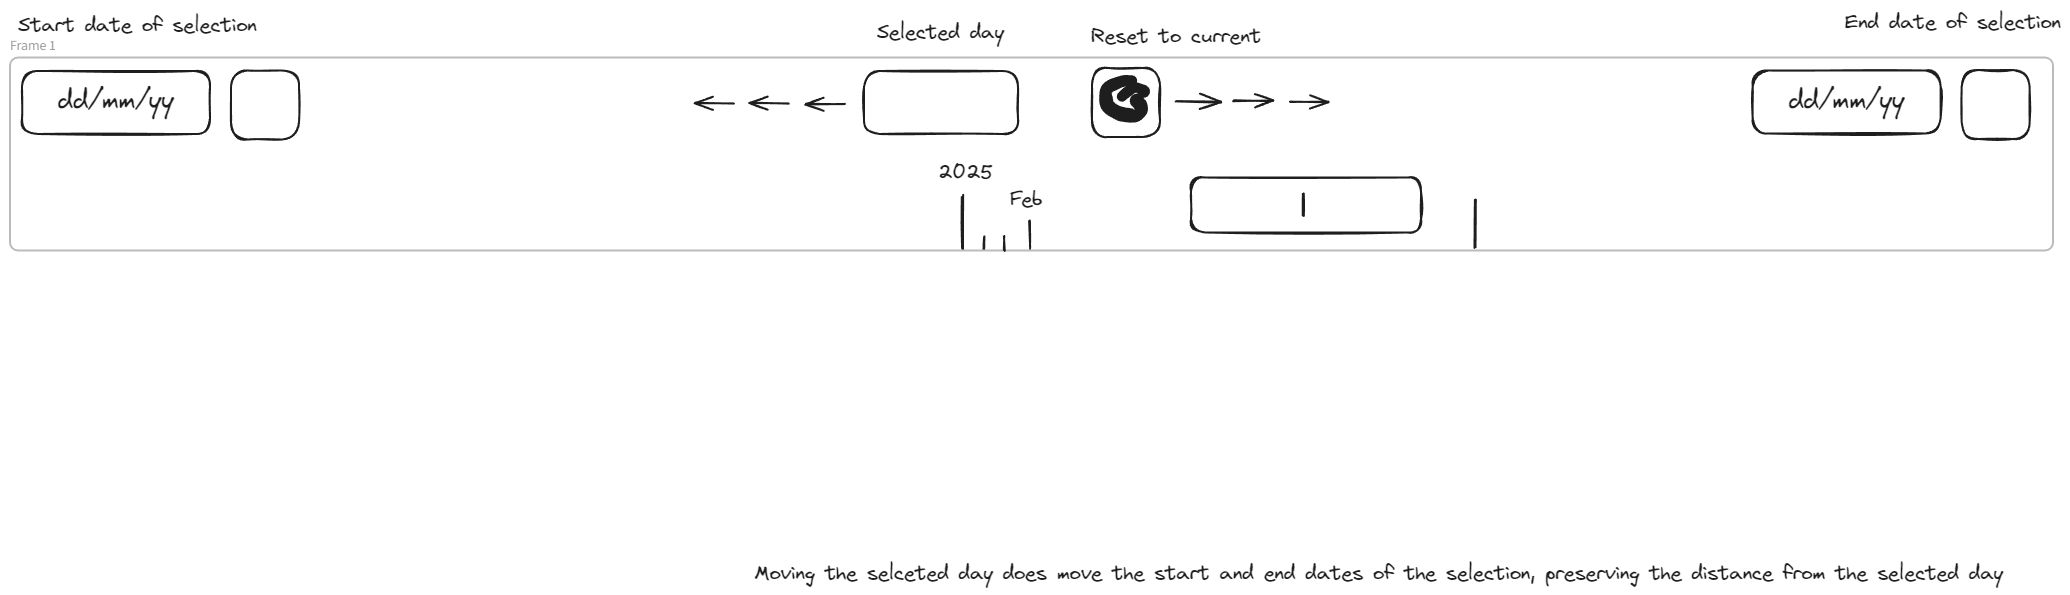 Start date of selection
Selected day
Reset to current
End date of selection
Frame 1
dd/mm/yy
dd/mm/yy
2025
Feb
Moving the selceted day does move the start and end dates of the selection, preserving the distance from the selected day